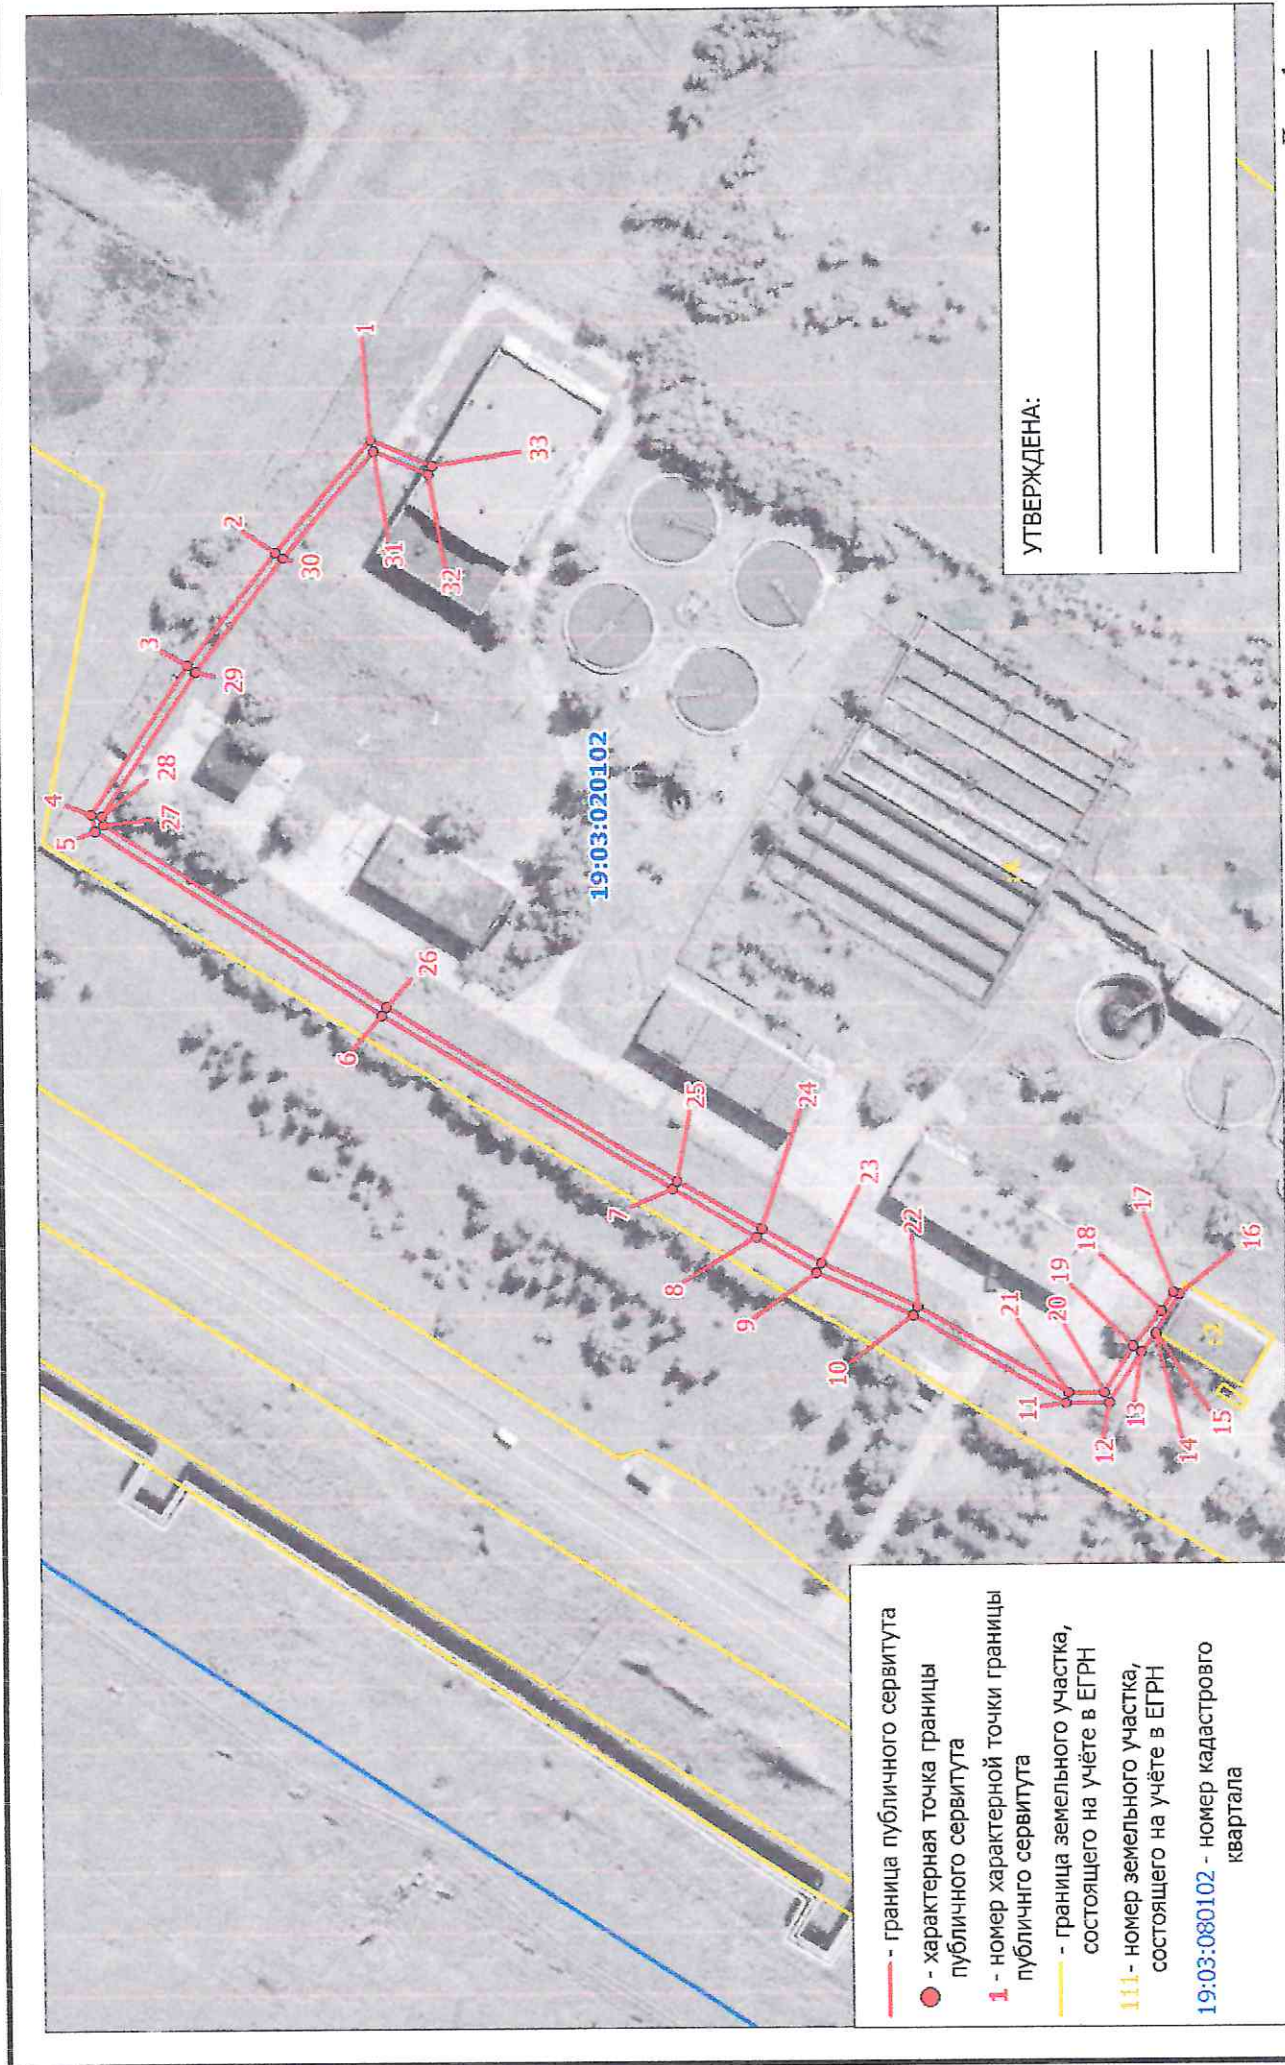 УТВЕРЖДЕНА:
1
2
3
4
5
6
7
8
9
10
11
12
13
14
15
16
17
18
19
20
21
22
23
24
25
26
27
28
29
30
31
32
33
19:03:020102
- граница публичного сервитута
- характерная точка границы
публичного сервитута
1 - номер характерной точки границы
публичнго сервитута
- граница земельного участка,
состоящего на учёте в ЕГРН
111 - номер земельного участка,
состоящего на учёте в ЕГРН
19:03:080102 - номер кадастрового
квартала